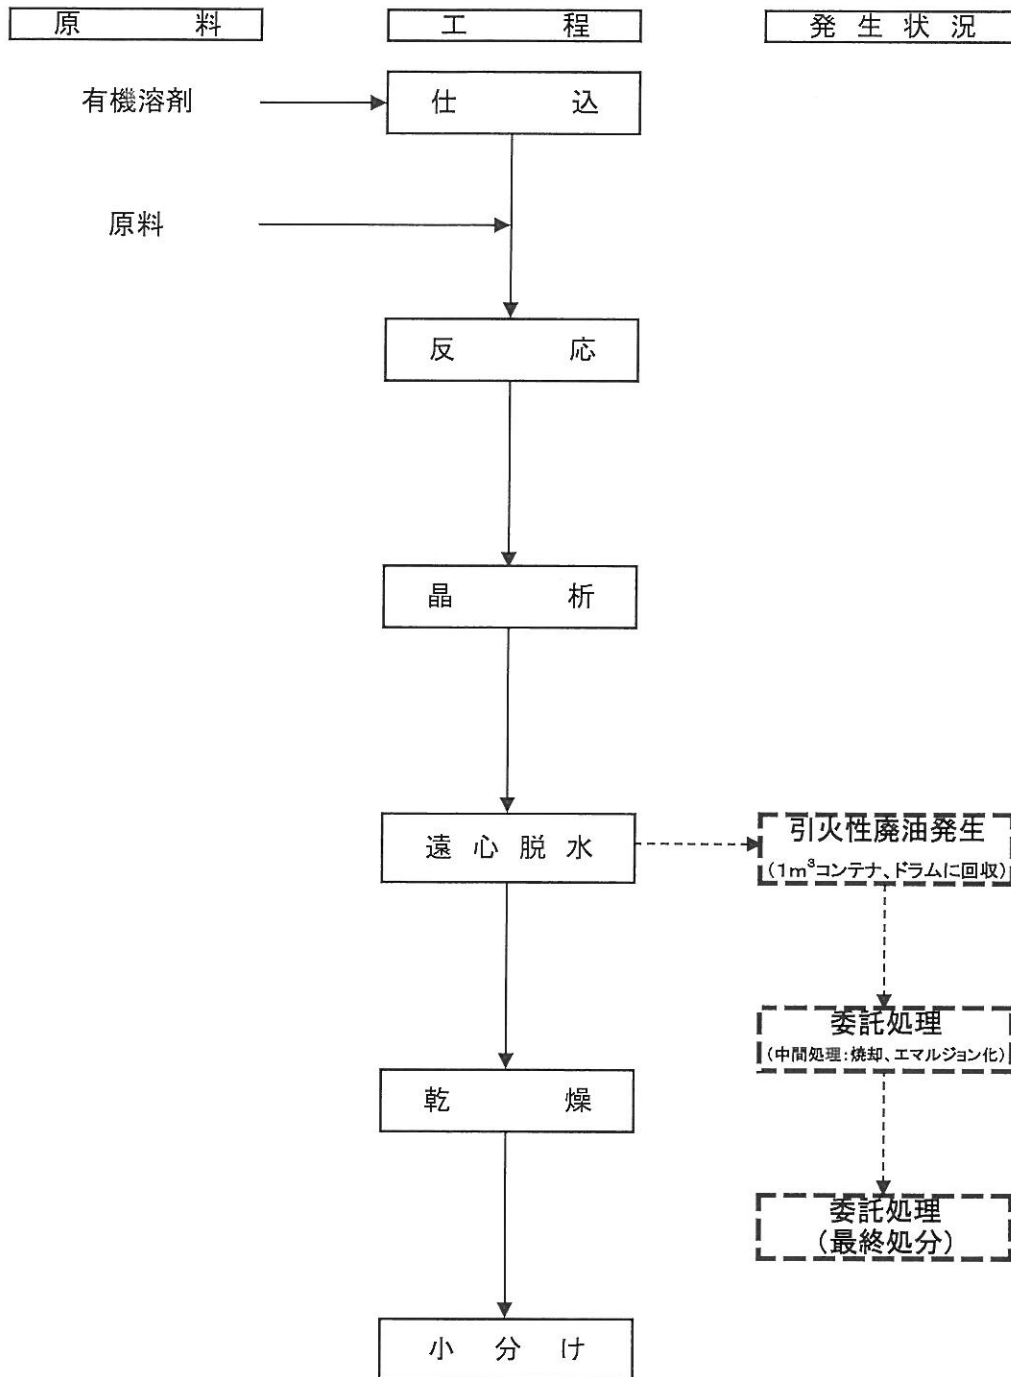 原料
工程
発生状況
有機溶剤
仕込
原料
反応
晶析
遠心脱水
引火性廃油発生
(1m³コンテナ、ドラムに回収)
委託処理
(中間処理:焼却、エマルジョン化)
乾燥
委託処理
(最終処分)
小分け